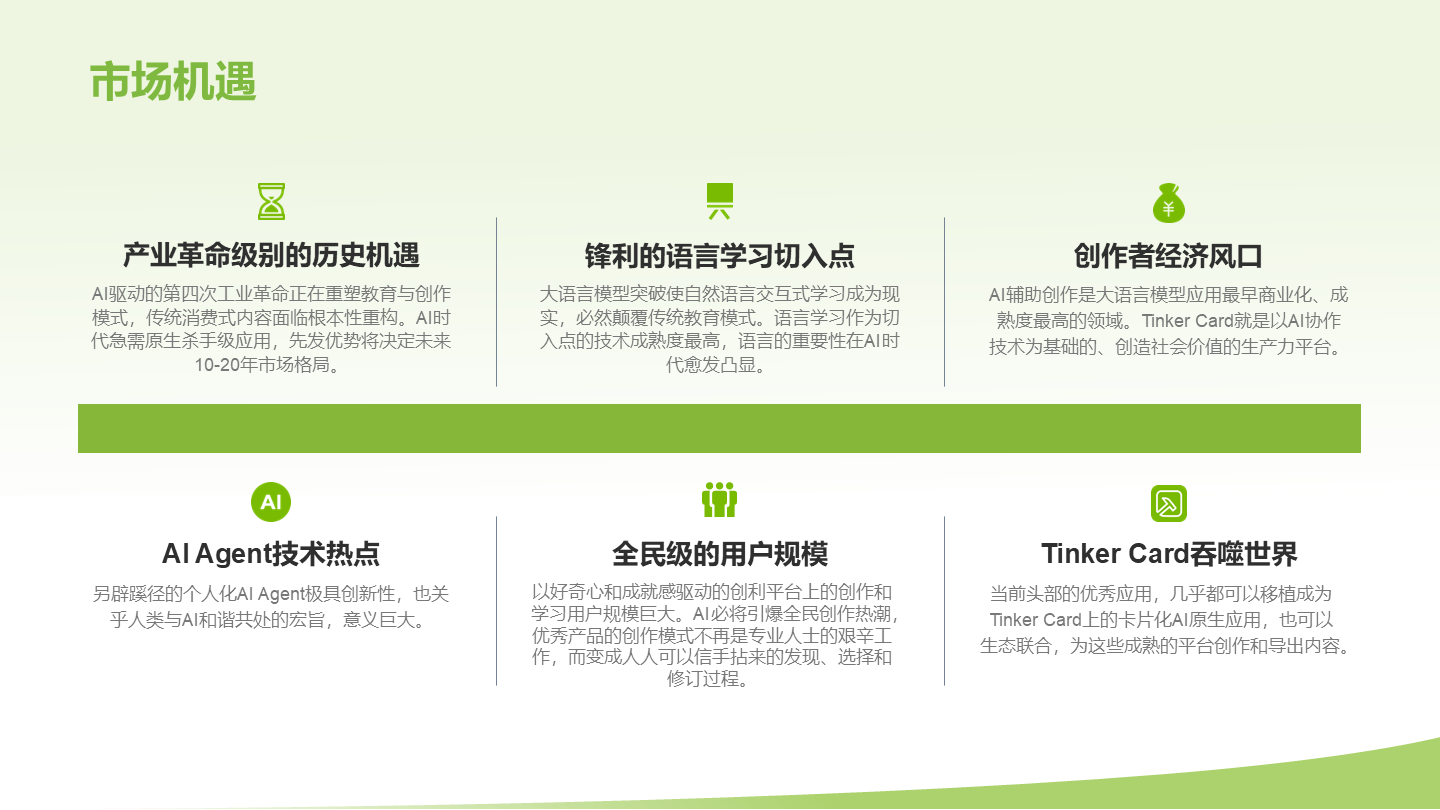 市场机遇
产业革命级别的历史机遇
AI驱动的第四次工业革命正在重塑教育与创作
模式，传统消费式内容面临根本性重构。AI时
代急需原生杀手级应用，先发优势将决定未来
10-20年市场格局。
锋利的语言学习切入点
大语言模型突破使自然语言交互式学习成为现
实，必然颠覆传统教育模式。语言学习作为切
入点的技术成熟度最高，语言的重要性在AI时
代愈发凸显。
¥
创作者经济风口
AI辅助创作是大语言模型应用最早商业化、成
熟度最高的领域。Tinker Card就是以AI协作
技术为基础的、创造社会价值的生产力平台。
AI
AI Agent技术热点
另辟蹊径的个人化AI Agent极具创新性，也关
乎人类与AI和谐共处的宏旨，意义巨大。
全民级的用户规模
以好奇心和成就感驱动的创利平台上的创作和
学习用户规模巨大。AI必将引爆全民创作热潮，
优秀产品的创作模式不再是专业人士的艰辛工
作，而变成人人可以信手拈来的发现、选择和
修订过程。
Tinker Card吞噬世界
当前头部的优秀应用，几乎都可以移植成为
Tinker Card上的卡片化AI原生应用，也可以
生态联合，为这些成熟的平台创作和导出内容。